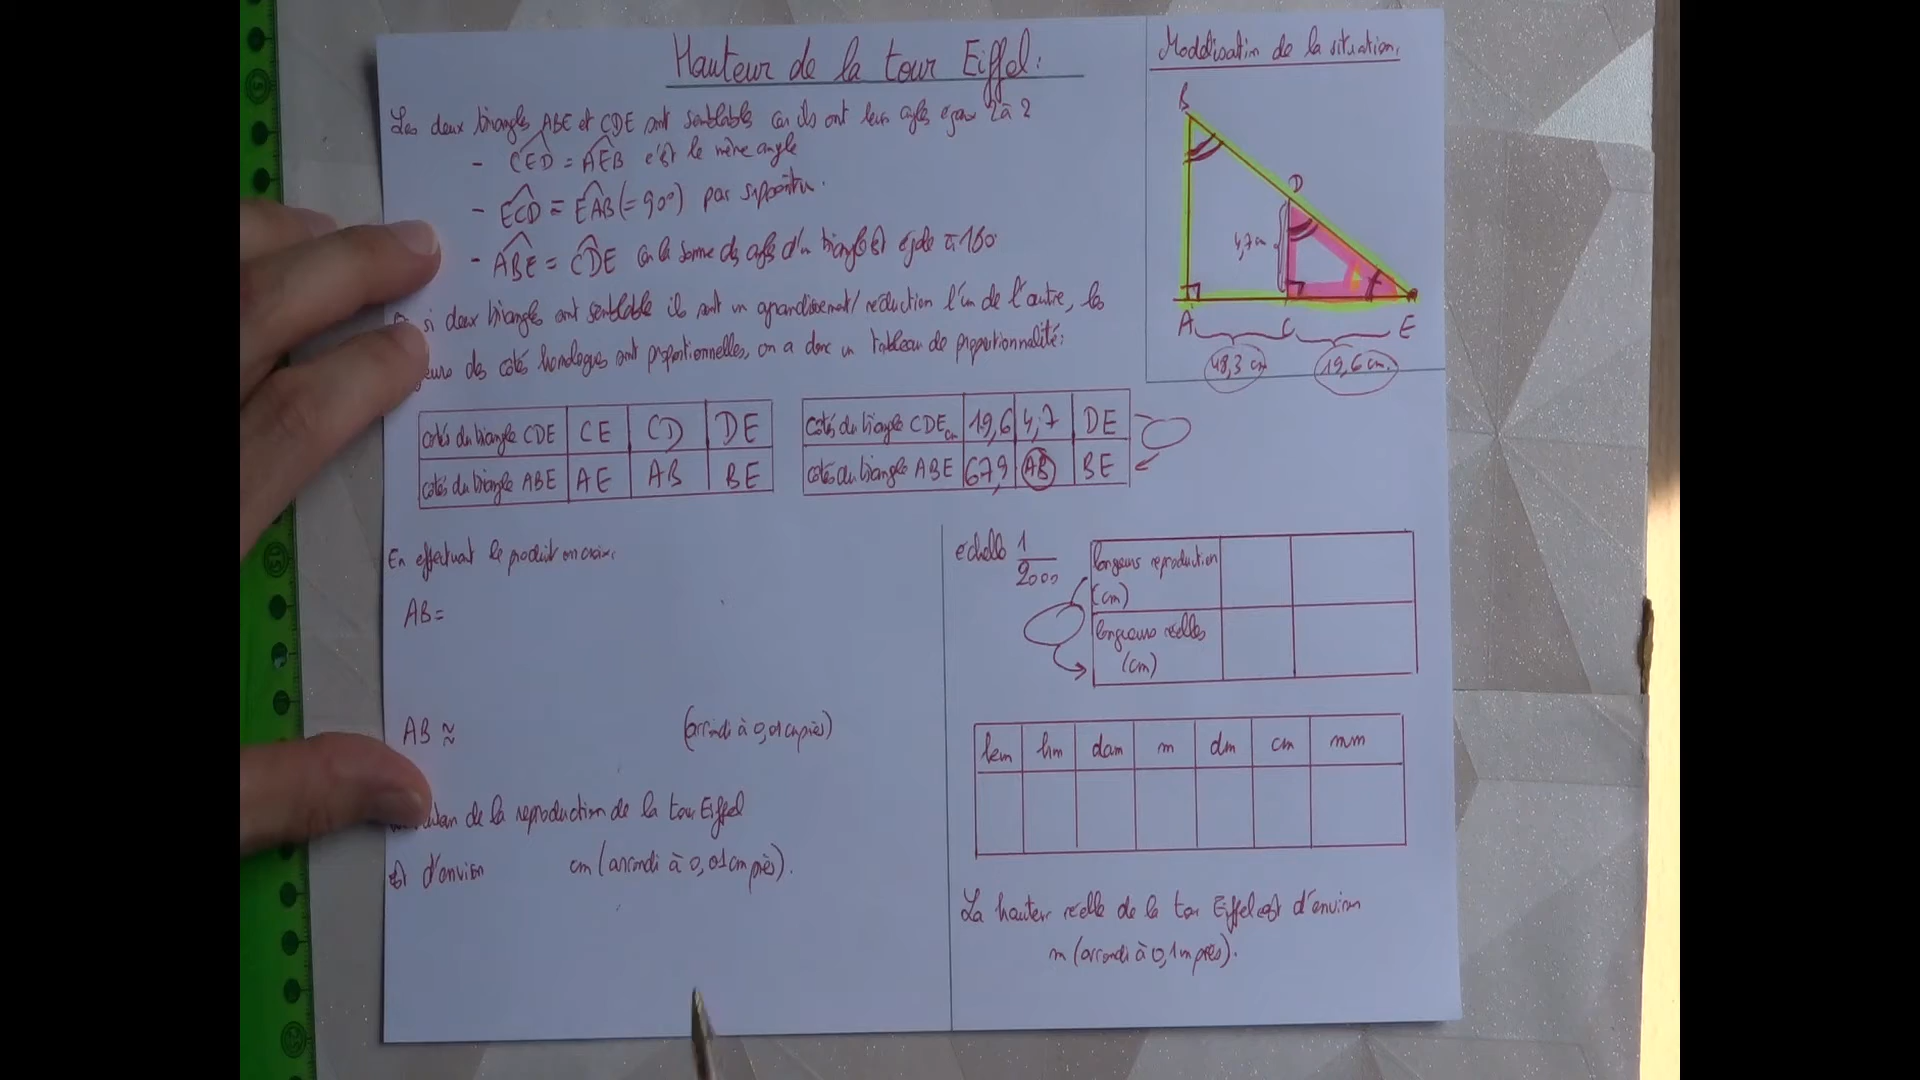 Hauteur de la tour Eiffel:
Les deux triangles ABE et CDE sont semblables car ils ont leurs angles égaux 2 à 2
- CED = AEB c'est le même angle
- ECD = EAB (= 90°) par
- ABE = CDE car la somme des angles d'un triangle est égale à 180
si deux triangles sont semblable ils sont un agrandissement/réduction l'un de l'autre, les
des côtés homologues sont proportionnelles, on a donc un tableau de proportionnalité:
Modélisation de la situation.
B
D
4,7 cm
A C E
48,3 cm 19,6 cm
côtés du triangle CDE CE CD DE
côtés du triangle ABE AE AB BE
côtés du triangle CDE cm 19,6 4,7 DE
côtés du triangle ABE 67,9 AB BE
En effectuant le produit en croix:
AB =
AB ≈ (arrondi à 0,01 cm près)
de la reproduction de la tour Eiffel
est d'environ cm (arrondi à 0,01 cm près).
échelle 1/2000
longueurs reproduction
(cm)
longueurs réelles
(cm)
km hm dam m dm cm mm
La hauteur réelle de la tour Eiffel est d'environ
m (arrondi à 0,1 m près).
15